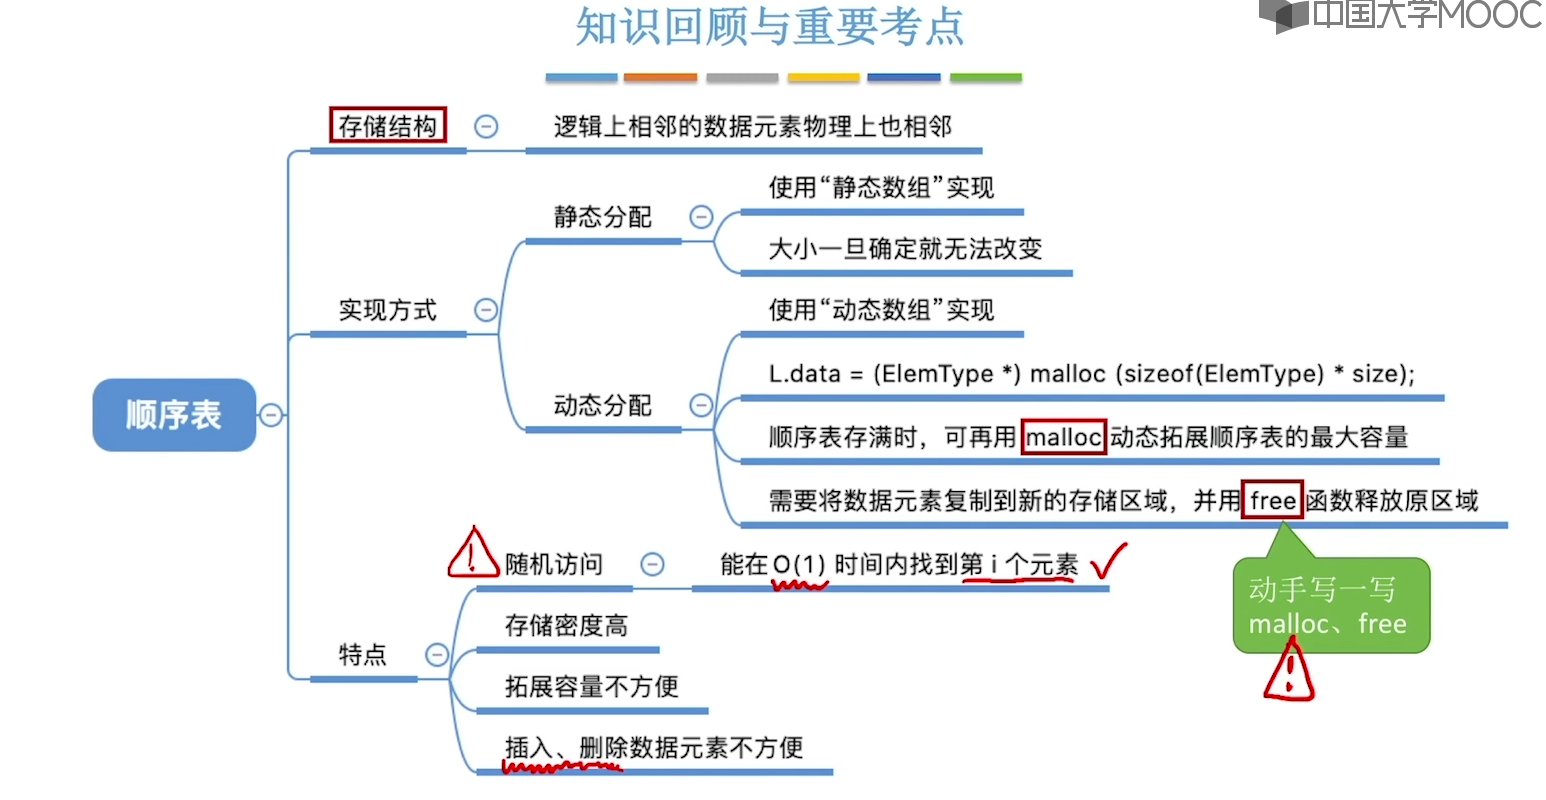 知识回顾与重要考点
中国大学MOOC
存储结构
逻辑上相邻的数据元素物理上也相邻
使用“静态数组”实现
静态分配
大小一旦确定就无法改变
实现方式
使用“动态数组”实现
L.data = (ElemType *) malloc (sizeof(ElemType) * size);
动态分配
顺序表
顺序表存满时，可再用 malloc 动态拓展顺序表的最大容量
需要将数据元素复制到新的存储区域，并用 free 函数释放原区域
随机访问
能在 O(1) 时间内找到第 i 个元素
动手写一写
malloc、free
存储密度高
特点
拓展容量不方便
插入、删除数据元素不方便